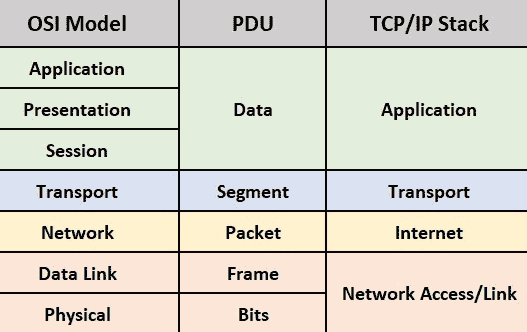 OSI Model PDU TCP/IP Stack
Application
Presentation Data Application
Session
Transport Segment Transport
Network Packet Internet
Data Link Frame
Network Access/Link
Physical Bits